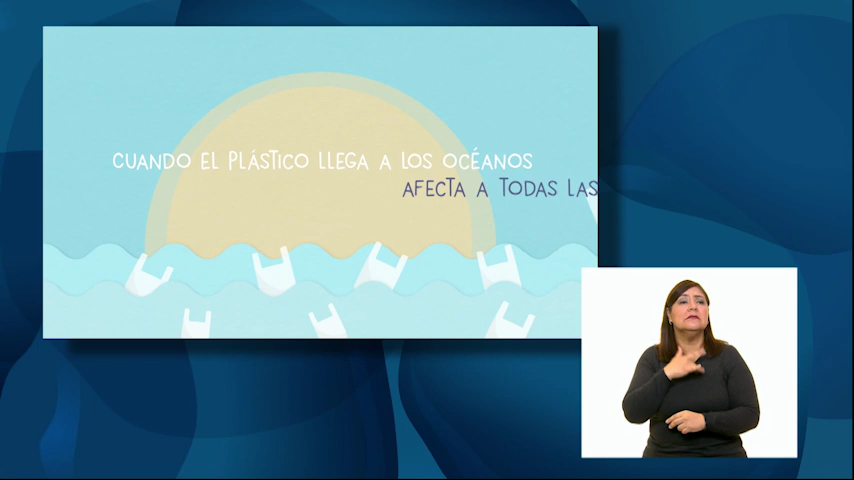 CUANDO EL PLÁSTICO LLEGA A LOS OCÉANOS
AFECTA A TODAS LAS